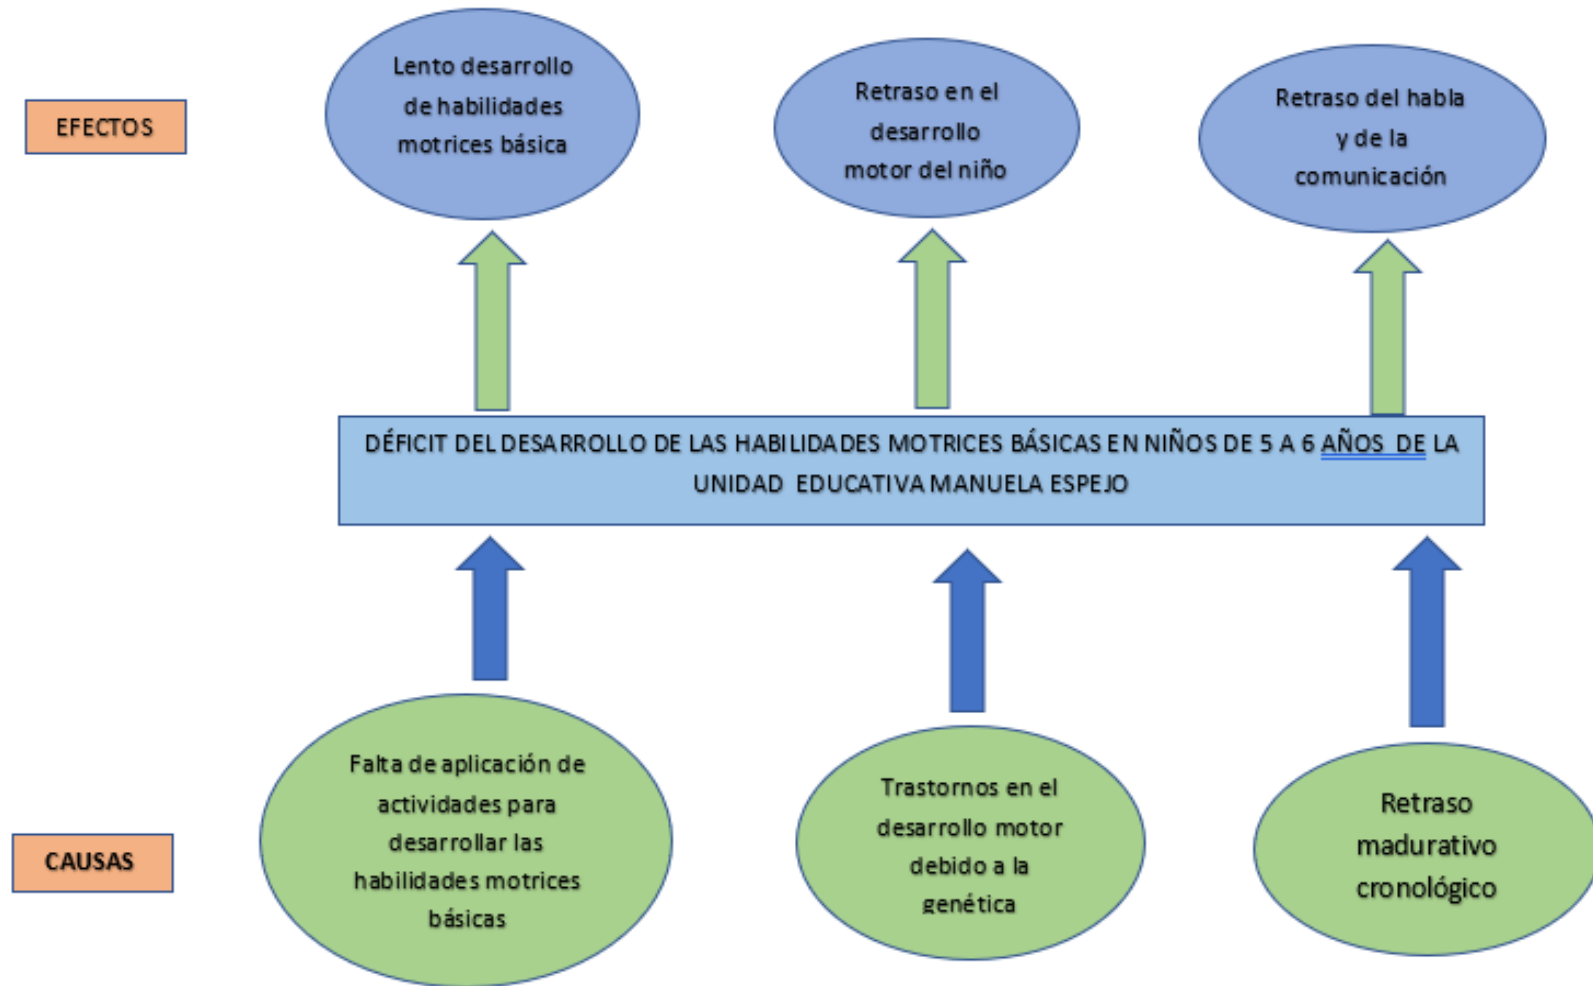 EFECTOS
Lento desarrollo
de habilidades
motrices básica
Retraso en el
desarrollo
motor del niño
Retraso del habla
y de la
comunicación
DÉFICIT DEL DESARROLLO DE LAS HABILIDADES MOTRICES BÁSICAS EN NIÑOS DE 5 A 6 AÑOS DE LA
UNIDAD EDUCATIVA MANUELA ESPEJO
CAUSAS
Falta de aplicación de
actividades para
desarrollar las
habilidades motrices
básicas
Trastornos en el
desarrollo motor
debido a la
genética
Retraso
madurativo
cronológico